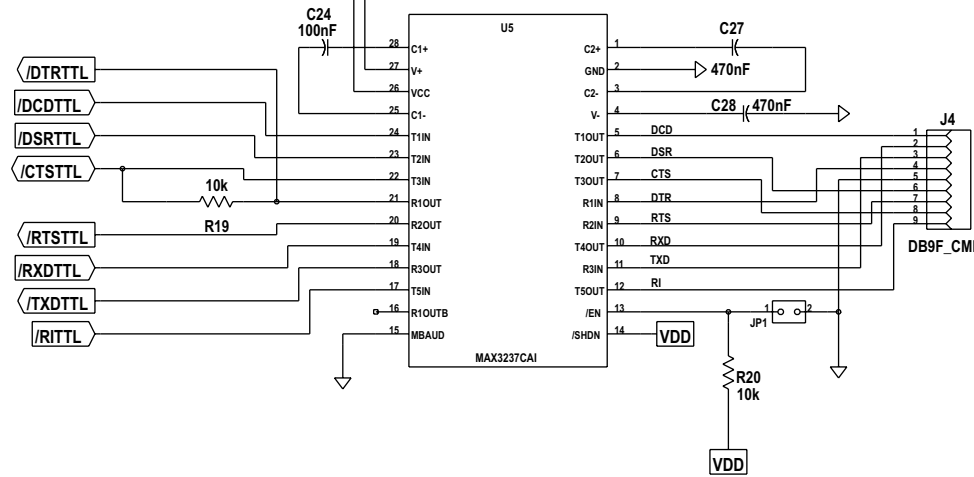 C24
100nF
U5
C27
470nF
C28 470nF
J4
/DTRTTL
/DCDTTL
/DSRTTL
/CTSTTL
10k
R19
/RTSTTL
/RXDTTL
/TXDTTL
/RITTL
28 C1+
27 V+
26 VCC
25 C1-
24 T1IN
23 T2IN
22 T3IN
21 R1OUT
20 R2OUT
19 T4IN
18 R3OUT
17 T5IN
16 R1OUTB
15 MBAUD
C2+ 1
GND 2
C2- 3
V- 4
T1OUT 5 DCD
T2OUT 6 DSR
T3OUT 7 CTS
R1IN 8 DTR
R2IN 9 RTS
T4OUT 10 RXD
R3IN 11 TXD
T5OUT 12 RI
/EN 13
/SHDN 14
MAX3237CAI
1
2
3
4
5
6
7
8
9
DB9F_CM
1 2
JP1
VDD
R20
10k
VDD